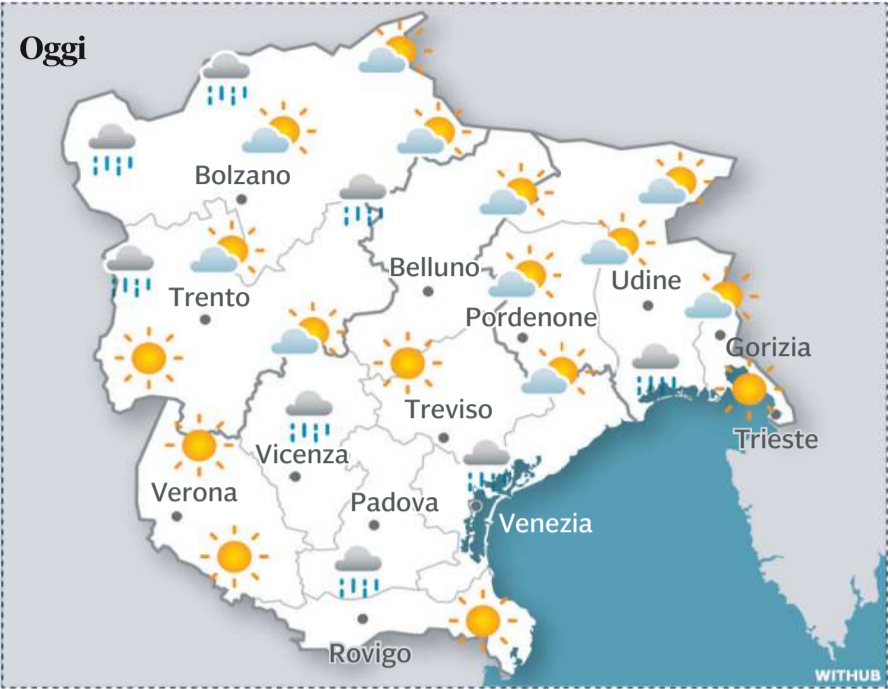 Oggi
Bolzano
Belluno
Udine
Trento
Pordenone
Gorizia
Treviso
Trieste
Vicenza
Verona
Padova
Venezia
Rovigo
WITHUB